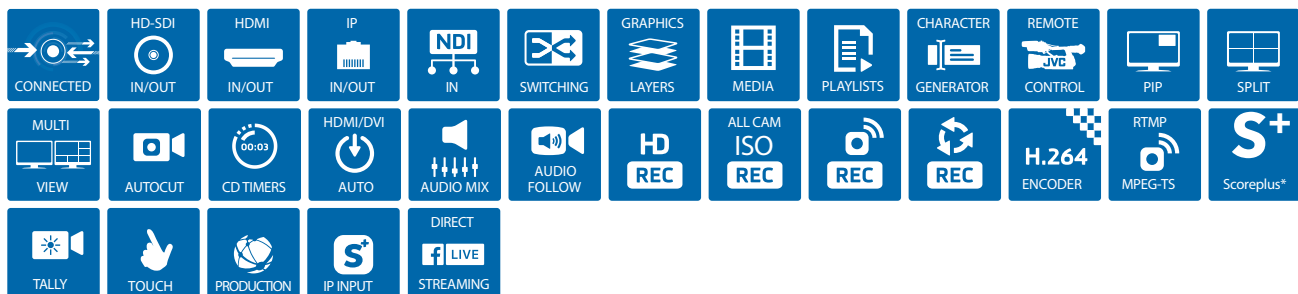 CONNECTED
HD-SDI
IN/OUT
HDMI
IN/OUT
IP
IN/OUT
NDI
IN
SWITCHING
GRAPHICS
LAYERS
MEDIA
PLAYLISTS
CHARACTER
GENERATOR
REMOTE
JVC
CONTROL
PIP
SPLIT
MULTI
VIEW
AUTOCUT
00:03
CD TIMERS
HDMI/DVI
AUTO
AUDIO MIX
AUDIO
FOLLOW
HD
REC
ALL CAM
ISO
REC
REC
REC
H.264
ENCODER
RTMP
MPEG-TS
S+
Scoreplus*
TALLY
TOUCH
PRODUCTION
S+
IP INPUT
DIRECT
f LIVE
STREAMING